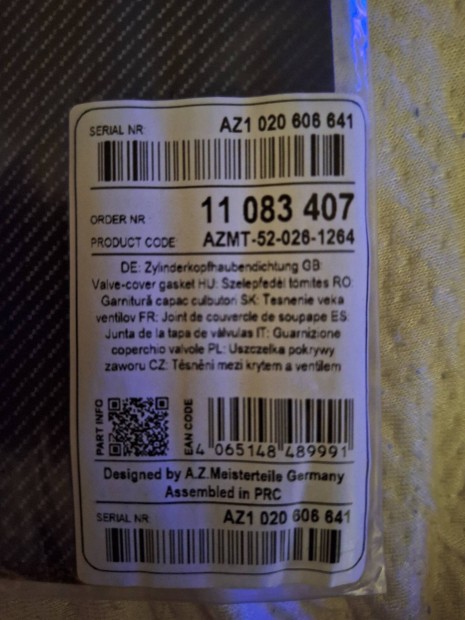 SERIAL NR: AZ1 020 606 641
ORDER NR 11 083 407
PRODUCT CODE: AZMT-52-026-1264
DE: Zylinderkopfhaubendichtung GB:
Valve-cover gasket HU: Szelepfedél tömítés RO:
Garnitură capac culbutori SK: Tesnenie veka
ventilov FR: Joint de couvercle de soupape ES:
Junta de la tapa de válvulas IT: Guarnizione
coperchio valvole PL: Uszczelka pokrywy
zaworu CZ: Těsnění mezi krytem a ventilem
PART INFO
EAN CODE
4 065148 489991
Designed by A.Z.Meisterteile Germany
Assembled in PRC
SERIAL NR: AZ1 020 606 641